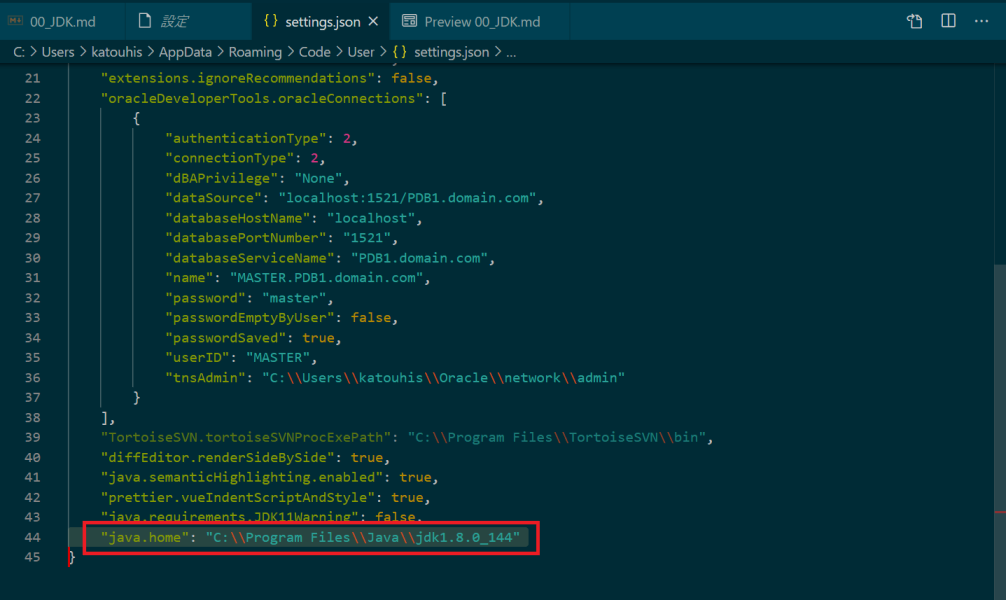 00_JDK.md
設定
{} settings.json ×
Preview 00_JDK.md
C: > Users > katouhis > AppData > Roaming > Code > User > {} settings.json > ...
21 "extensions.ignoreRecommendations": false,
22 "oracleDeveloperTools.oracleConnections": [
23 {
24 "authenticationType": 2,
25 "connectionType": 2,
26 "dBAPrivilege": "None",
27 "dataSource": "localhost:1521/PDB1.domain.com",
28 "databaseHostName": "localhost",
29 "databasePortNumber": "1521",
30 "databaseServiceName": "PDB1.domain.com",
31 "name": "MASTER.PDB1.domain.com",
32 "password": "master",
33 "passwordEmptyByUser": false,
34 "passwordSaved": true,
35 "userID": "MASTER",
36 "tnsAdmin": "C:\\Users\\katouhis\\Oracle\\network\\admin"
37 }
38 ],
39 "TortoiseSVN.tortoiseSVNProcExePath": "C:\\Program Files\\TortoiseSVN\\bin",
40 "diffEditor.renderSideBySide": true,
41 "java.semanticHighlighting.enabled": true,
42 "prettier.vueIndentScriptAndStyle": true,
43 "java.requirements.JDK11Warning": false,
44 "java.home": "C:\\Program Files\\Java\\jdk1.8.0_144"
45 }